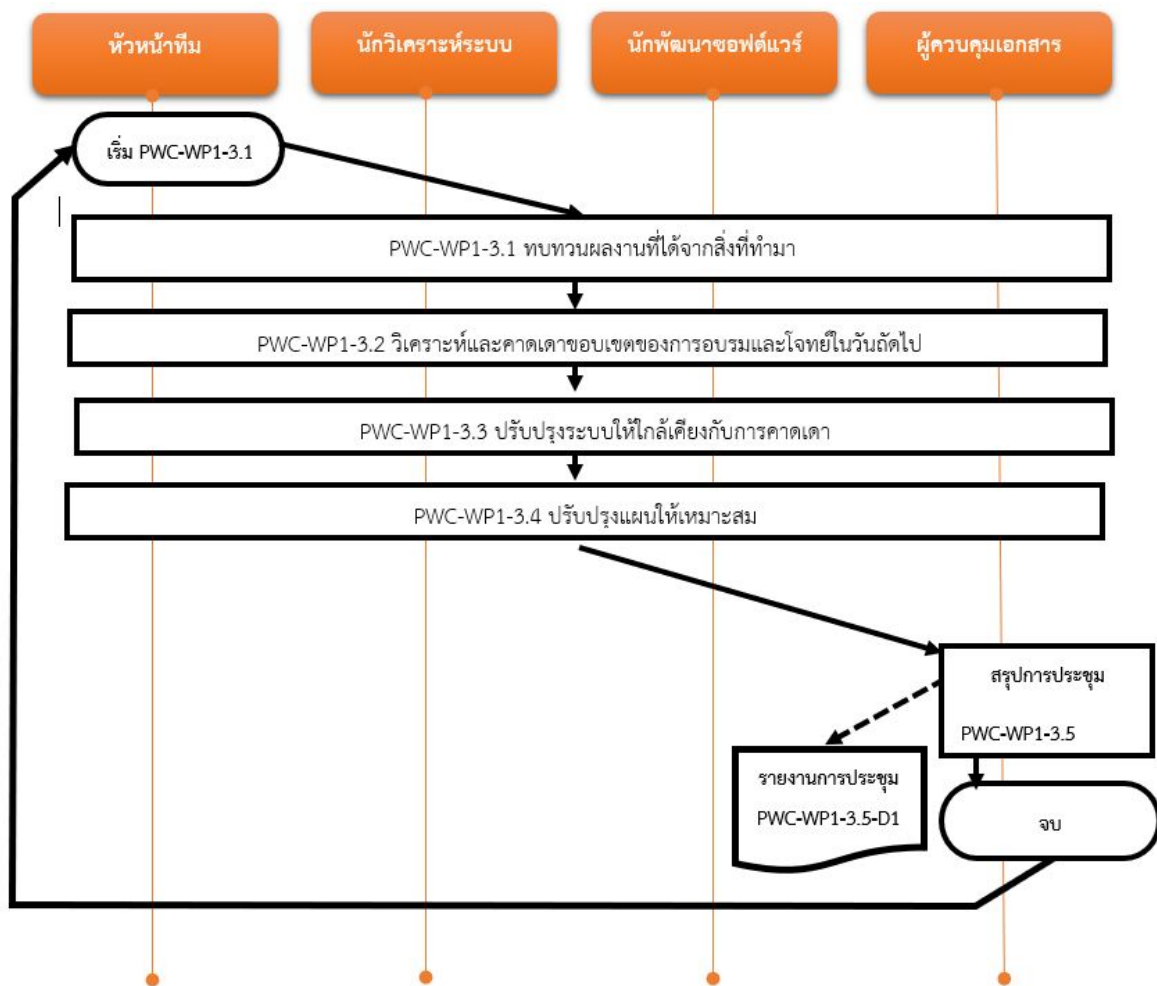 หัวหน้าทีม
นักวิเคราะห์ระบบ
นักพัฒนาซอฟต์แวร์
ผู้ควบคุมเอกสาร
เริ่ม PWC-WP1-3.1
PWC-WP1-3.1 ทบทวนผลงานที่ได้จากสิ่งที่ทำมา
PWC-WP1-3.2 วิเคราะห์และคาดเดาขอบเขตของการอบรมและโจทย์ในวันถัดไป
PWC-WP1-3.3 ปรับปรุงระบบให้ใกล้เคียงกับการคาดเดา
PWC-WP1-3.4 ปรับปรุงแผนให้เหมาะสม
สรุปการประชุม
PWC-WP1-3.5
รายงานการประชุม
PWC-WP1-3.5-D1
จบ